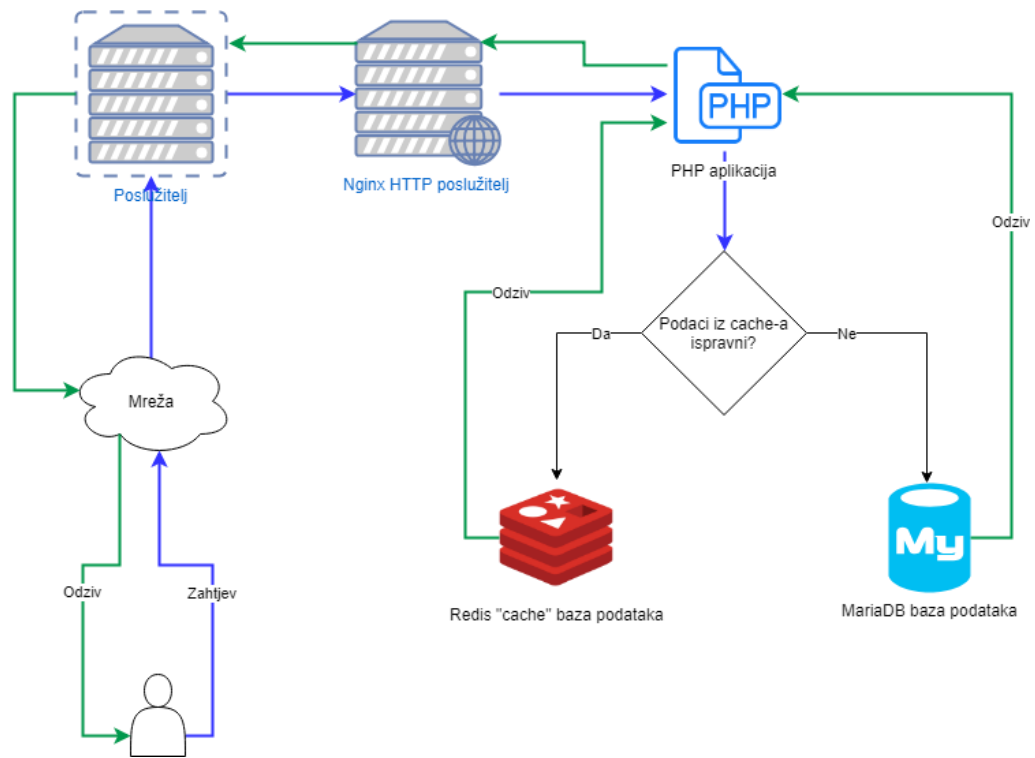 PHP
Poslužitelj
Nginx HTTP poslužitelj
PHP aplikacija
Odziv
Odziv
Podaci iz cache-a
ispravni?
Da
Ne
Mreža
My
Odziv
Zahtjev
Redis "cache" baza podataka
MariaDB baza podataka